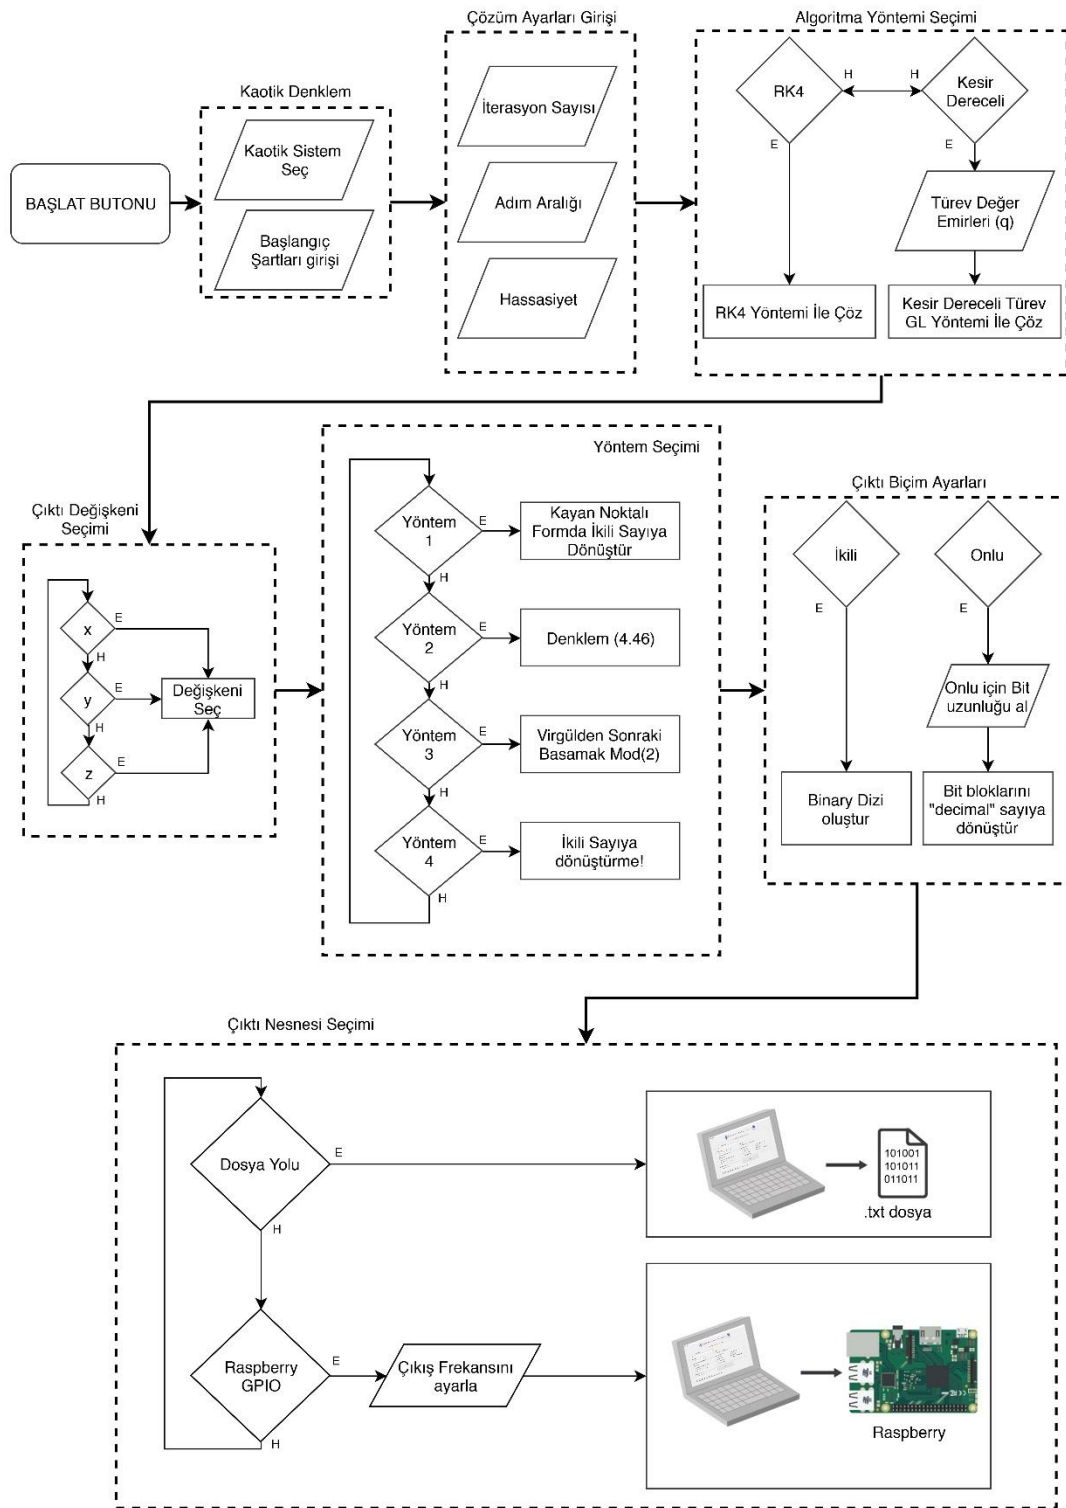 Çözüm Ayarları Girişi
Algoritma Yöntemi Seçimi
Kaotik Denklem
BAŞLAT BUTONU
Kaotik Sistem
Seç
Başlangıç
Şartları girişi
İterasyon Sayısı
Adım Aralığı
Hassasiyet
RK4
H
H
Kesir
Dereceli
E
E
Türev Değer
Emirleri (q)
RK4 Yöntemi İle Çöz
Kesir Dereceli Türev
GL Yöntemi İle Çöz
Çıktı Değişkeni
Seçimi
x
E
H
y
E
H
z
E
H
Değişkeni
Seç
Yöntem Seçimi
Yöntem
1
E
H
Kayan Noktalı
Formda İkili Sayıya
Dönüştür
Yöntem
2
E
H
Denklem (4.46)
Yöntem
3
E
H
Virgülden Sonraki
Basamak Mod(2)
Yöntem
4
E
H
İkili Sayıya
dönüştürme!
Çıktı Biçim Ayarları
İkili
E
Onlu
E
Onlu için Bit
uzunluğu al
Binary Dizi
oluştur
Bit bloklarını
"decimal" sayıya
dönüştür
Çıktı Nesnesi Seçimi
Dosya Yolu
E
H
101001
101011
011011
.txt dosya
Raspberry
GPIO
E
H
Çıkış Frekansını
ayarla
Raspberry